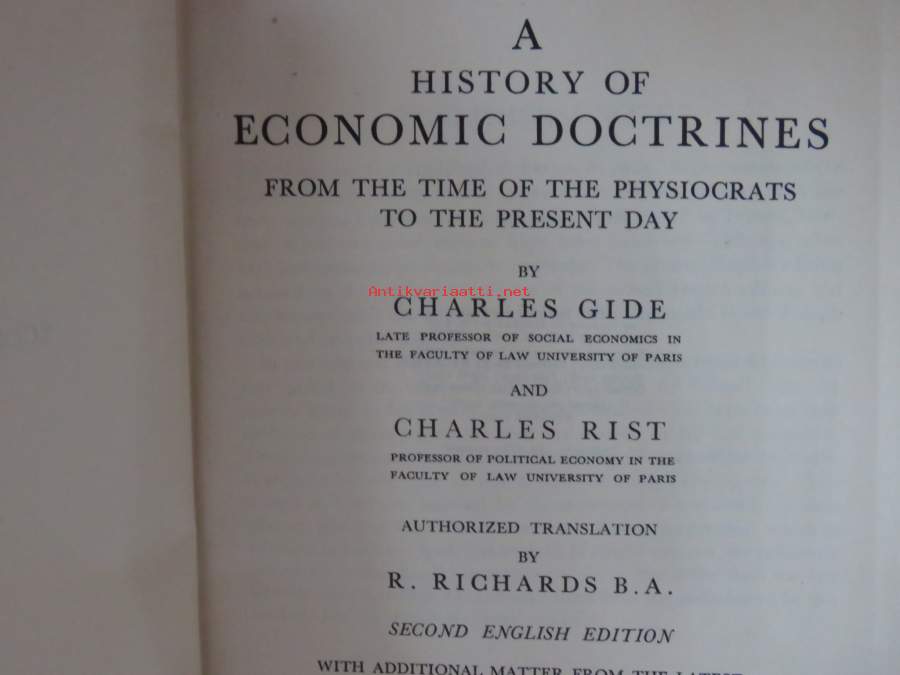 A
HISTORY OF
ECONOMIC DOCTRINES
FROM THE TIME OF THE PHYSIOCRATS
TO THE PRESENT DAY
BY
Antikvariaatti.net
CHARLES GIDE
LATE PROFESSOR OF SOCIAL ECONOMICS IN
THE FACULTY OF LAW UNIVERSITY OF PARIS
AND
CHARLES RIST
PROFESSOR OF POLITICAL ECONOMY IN THE
FACULTY OF LAW UNIVERSITY OF PARIS
AUTHORIZED TRANSLATION
BY
R. RICHARDS B.A.
SECOND ENGLISH EDITION
WITH ADDITIONAL MATTER FROM THE LATEST